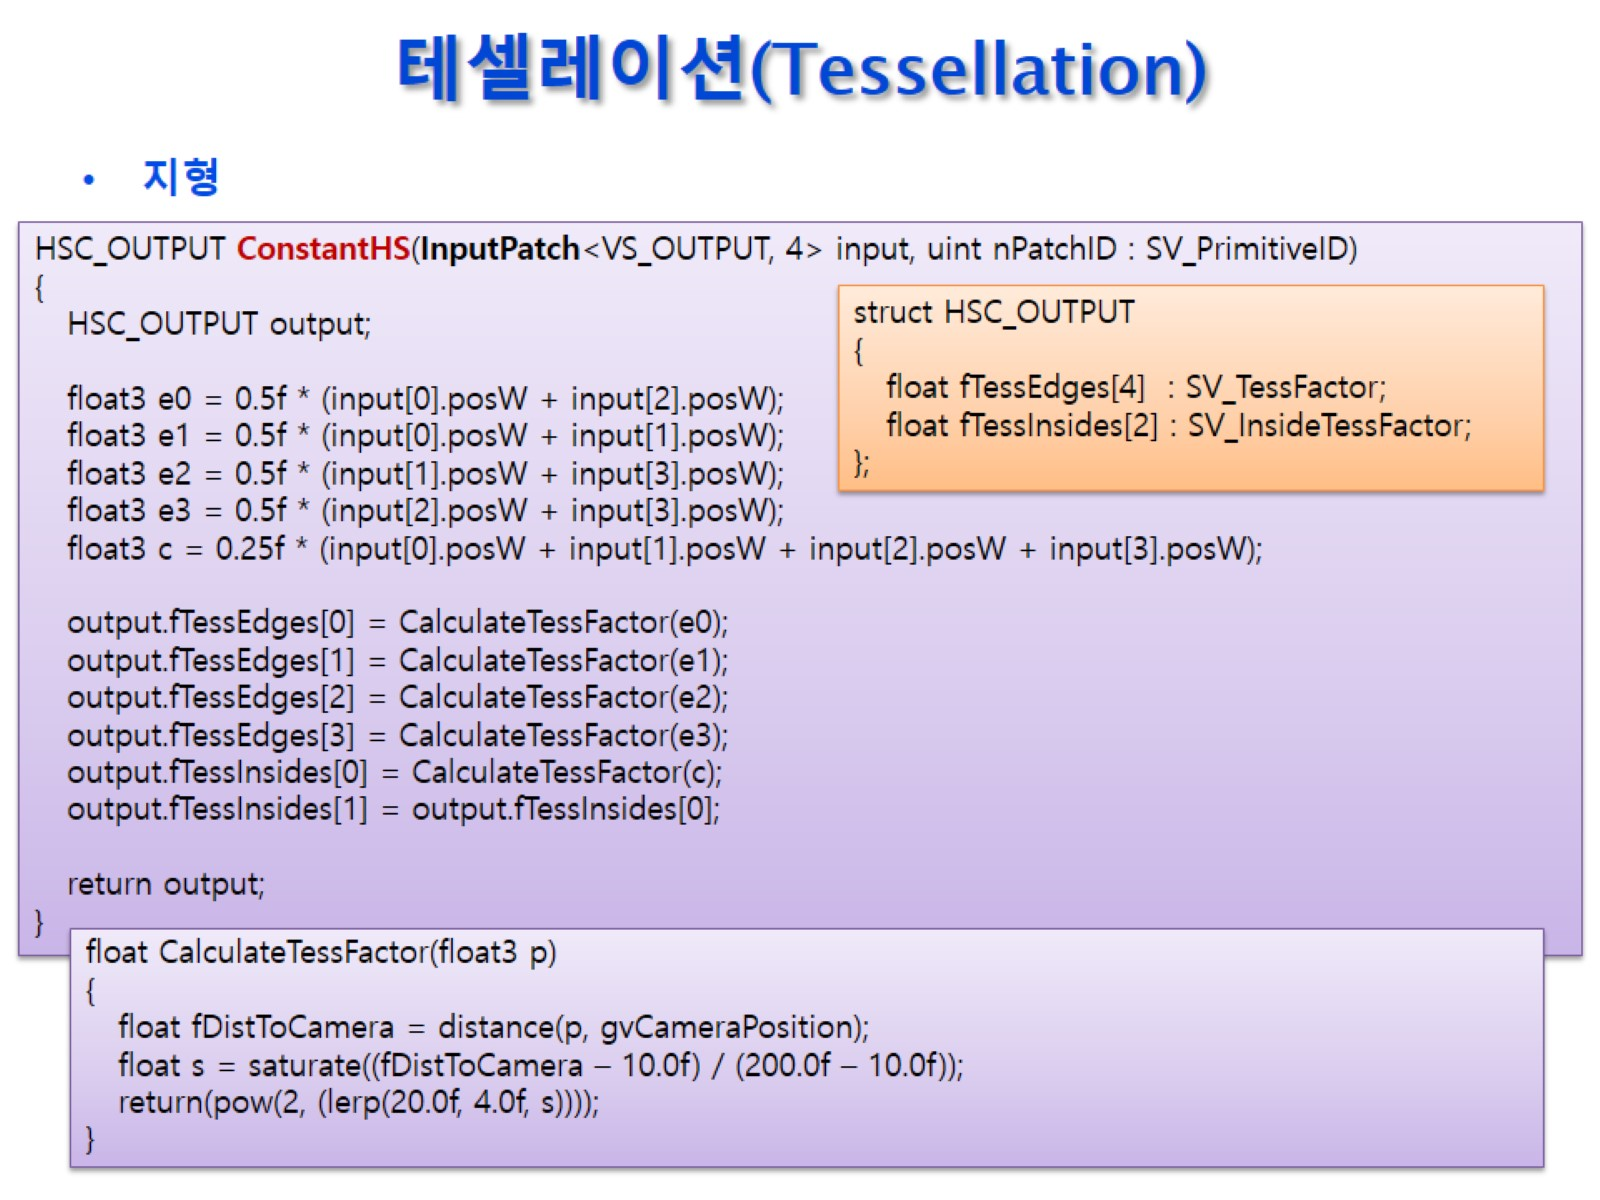 테셀레이션(Tessellation)
• 지형
HSC_OUTPUT ConstantHS(InputPatch<VS_OUTPUT, 4> input, uint nPatchID : SV_PrimitiveID)
{
HSC_OUTPUT output;
float3 e0 = 0.5f * (input[0].posW + input[2].posW);
float3 e1 = 0.5f * (input[0].posW + input[1].posW);
float3 e2 = 0.5f * (input[1].posW + input[3].posW);
float3 e3 = 0.5f * (input[2].posW + input[3].posW);
float3 c = 0.25f * (input[0].posW + input[1].posW + input[2].posW + input[3].posW);
output.fTessEdges[0] = CalculateTessFactor(e0);
output.fTessEdges[1] = CalculateTessFactor(e1);
output.fTessEdges[2] = CalculateTessFactor(e2);
output.fTessEdges[3] = CalculateTessFactor(e3);
output.fTessInsides[0] = CalculateTessFactor(c);
output.fTessInsides[1] = output.fTessInsides[0];
return output;
}
struct HSC_OUTPUT
{
float fTessEdges[4] : SV_TessFactor;
float fTessInsides[2] : SV_InsideTessFactor;
};
float CalculateTessFactor(float3 p)
{
float fDistToCamera = distance(p, gvCameraPosition);
float s = saturate((fDistToCamera – 10.0f) / (200.0f – 10.0f));
return(pow(2, (lerp(20.0f, 4.0f, s))));
}